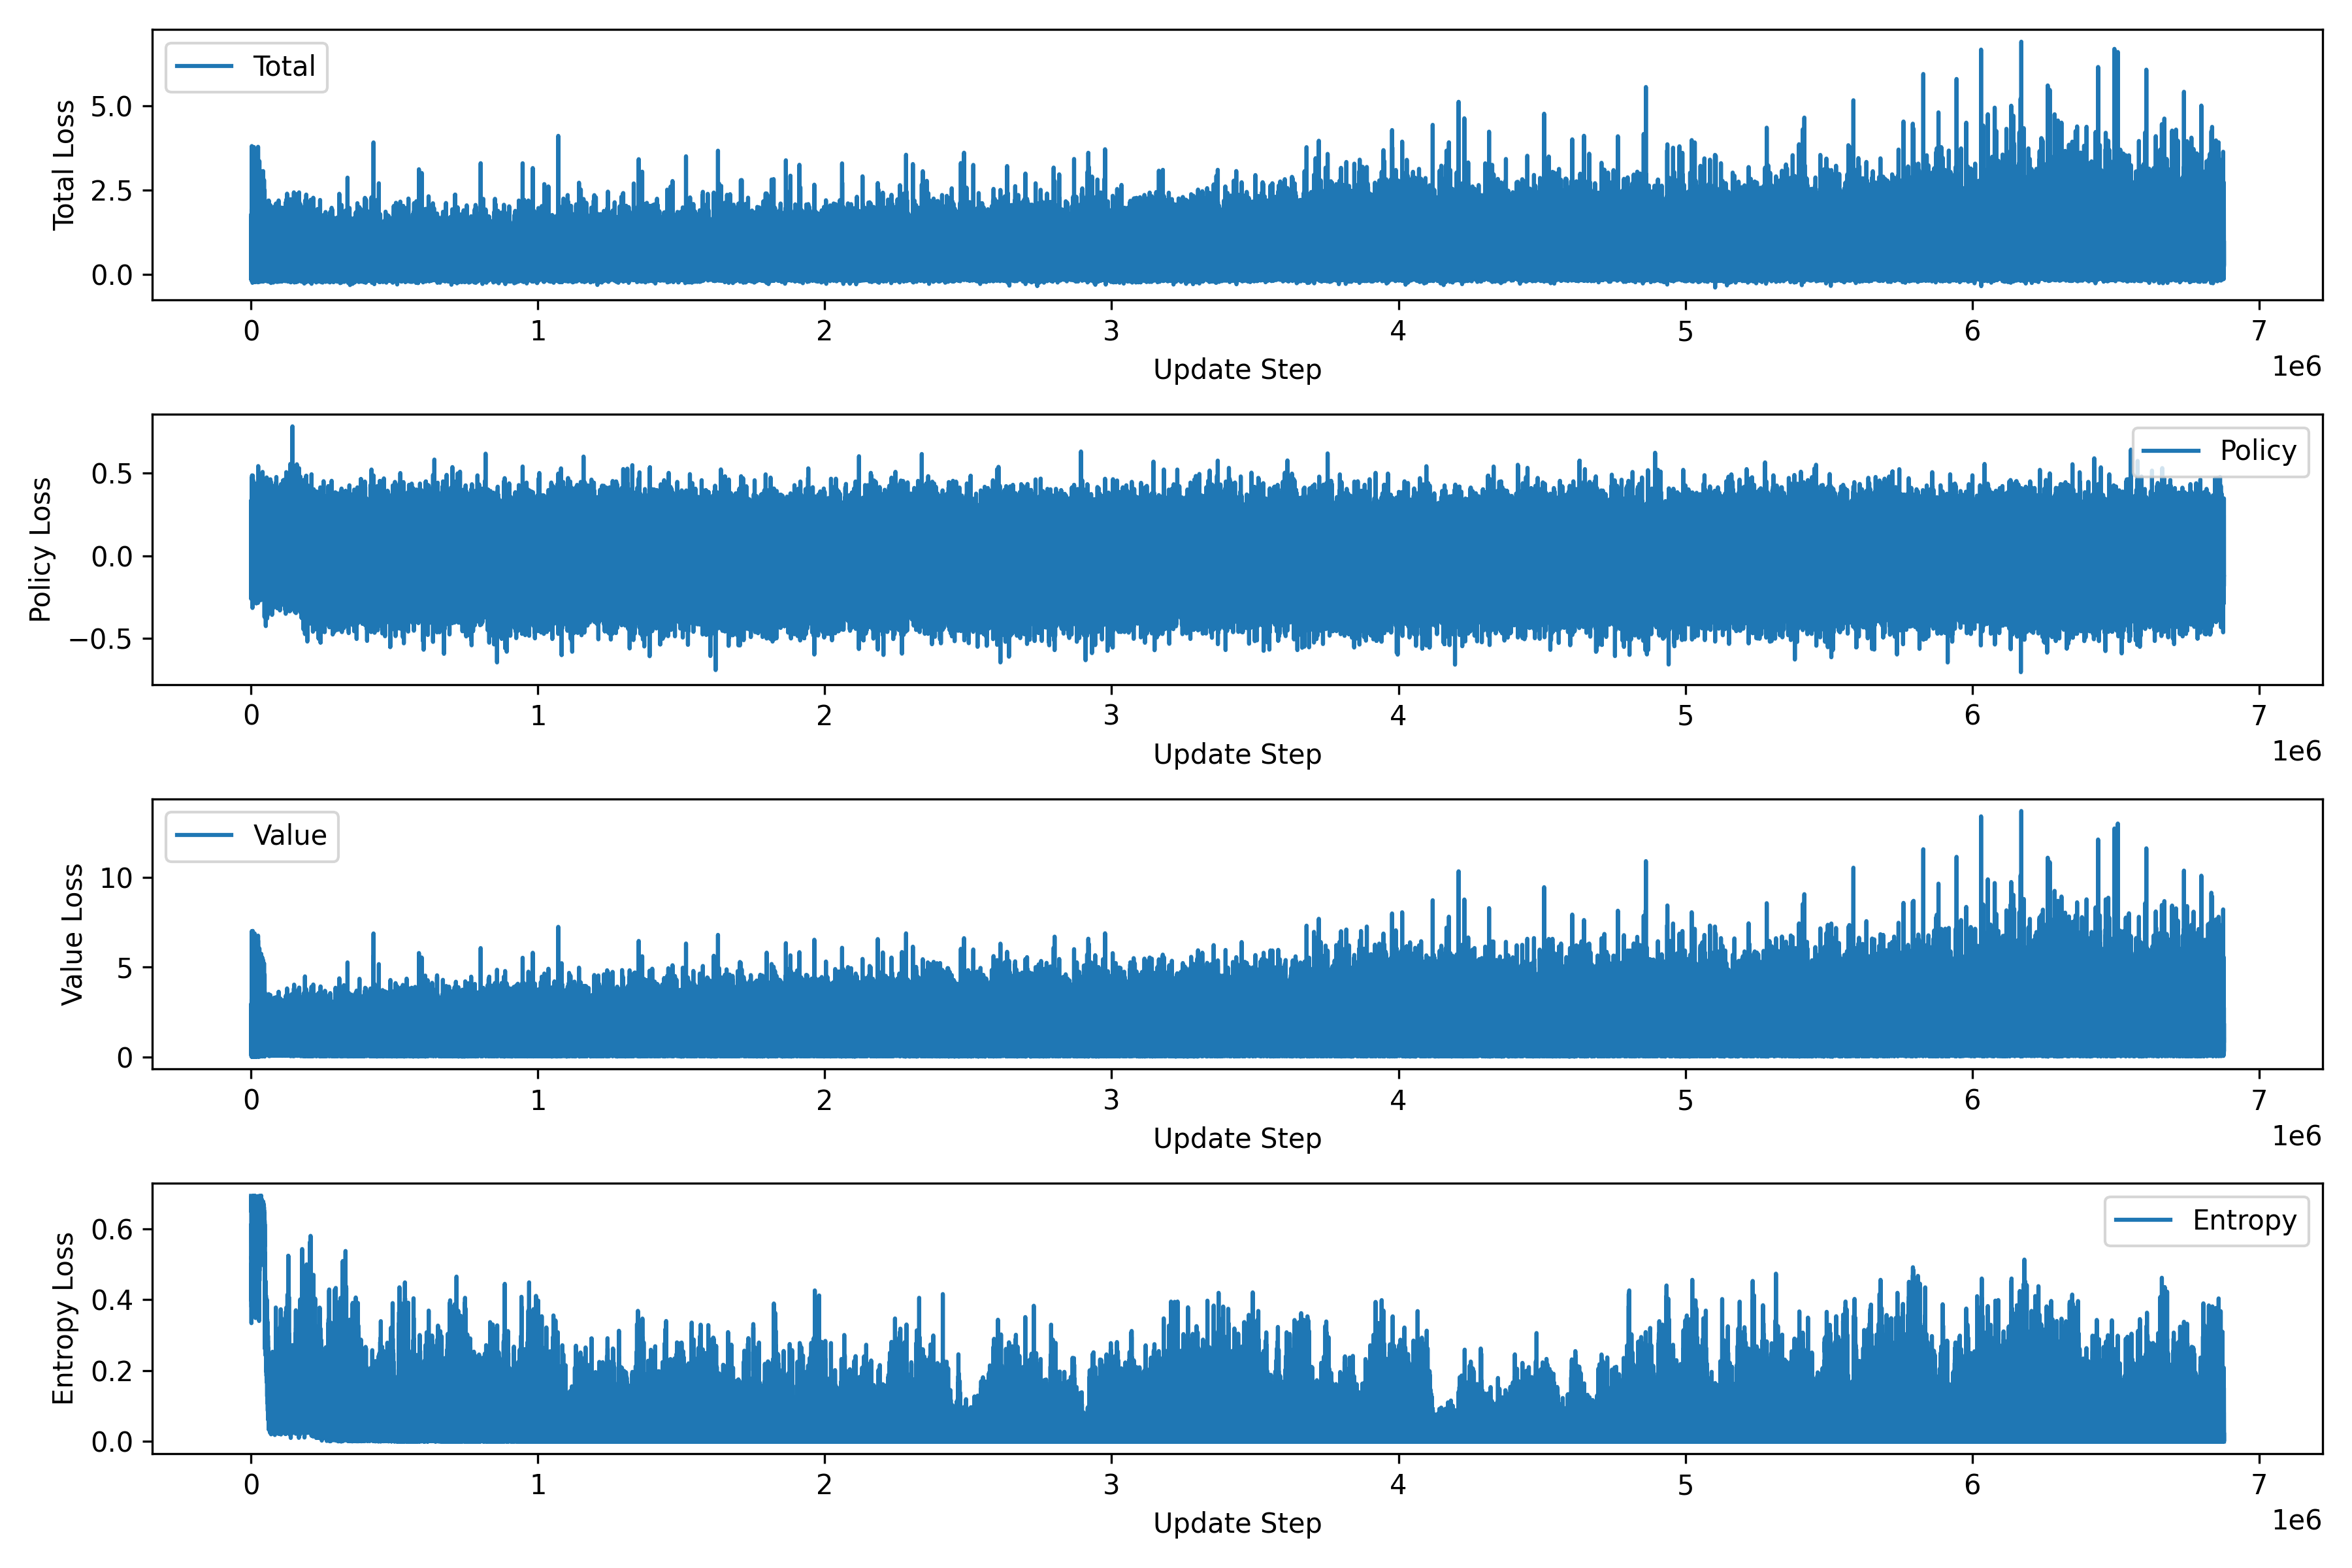 Total
Total Loss
5.0
2.5
0.0
0 1 2 3 4 5 6 7
Update Step
1e6
Policy
Policy Loss
0.5
0.0
−0.5
0 1 2 3 4 5 6 7
Update Step
1e6
Value
Value Loss
10
5
0
0 1 2 3 4 5 6 7
Update Step
1e6
Entropy
Entropy Loss
0.6
0.4
0.2
0.0
0 1 2 3 4 5 6 7
Update Step
1e6